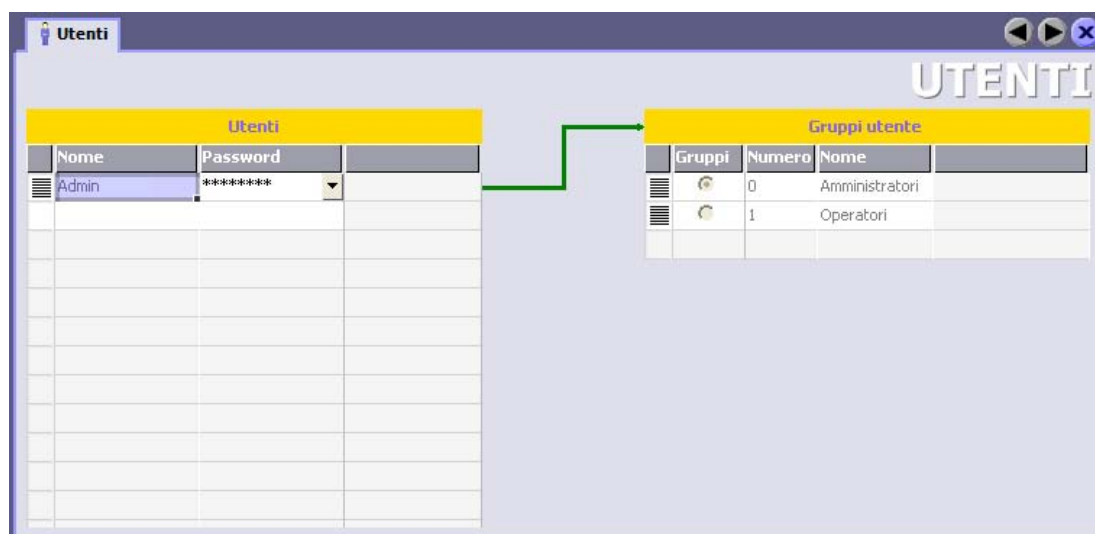 Utenti
UTENTI
Utenti
Nome Password
Admin ********
Gruppi utente
Gruppi Numero Nome
0 Amministratori
1 Operatori